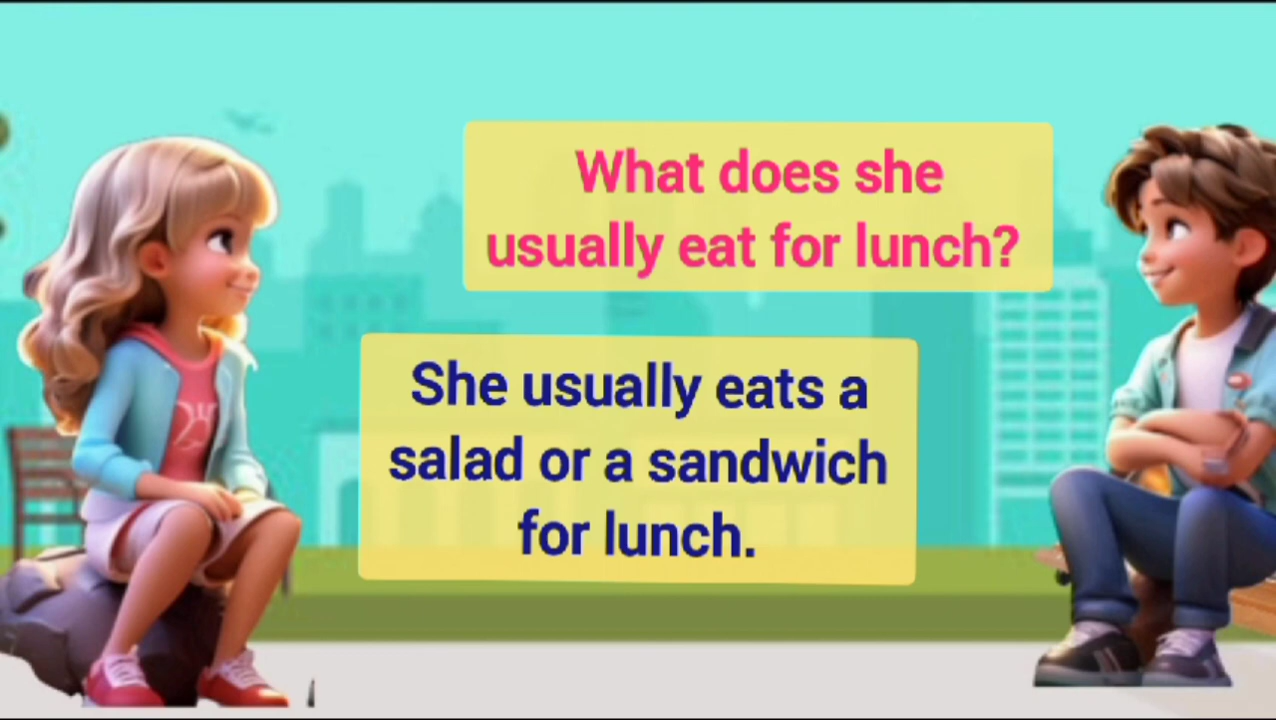 What does she
usually eat for lunch?
She usually eats a
salad or a sandwich
for lunch.